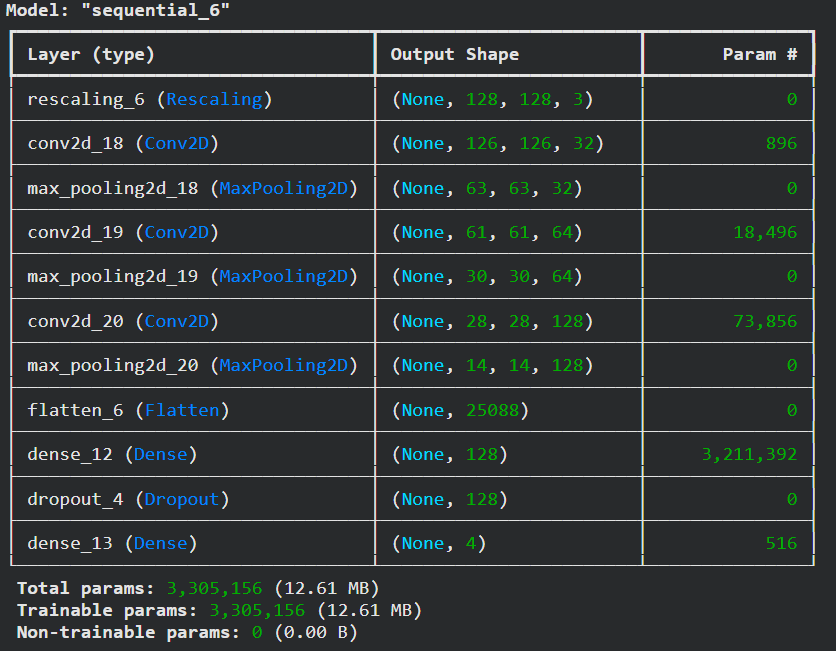 Model: "sequential_6"
Layer (type) Output Shape Param #
rescaling_6 (Rescaling) (None, 128, 128, 3) 0
conv2d_18 (Conv2D) (None, 126, 126, 32) 896
max_pooling2d_18 (MaxPooling2D) (None, 63, 63, 32) 0
conv2d_19 (Conv2D) (None, 61, 61, 64) 18,496
max_pooling2d_19 (MaxPooling2D) (None, 30, 30, 64) 0
conv2d_20 (Conv2D) (None, 28, 28, 128) 73,856
max_pooling2d_20 (MaxPooling2D) (None, 14, 14, 128) 0
flatten_6 (Flatten) (None, 25088) 0
dense_12 (Dense) (None, 128) 3,211,392
dropout_4 (Dropout) (None, 128) 0
dense_13 (Dense) (None, 4) 516
Total params: 3,305,156 (12.61 MB)
Trainable params: 3,305,156 (12.61 MB)
Non-trainable params: 0 (0.00 B)